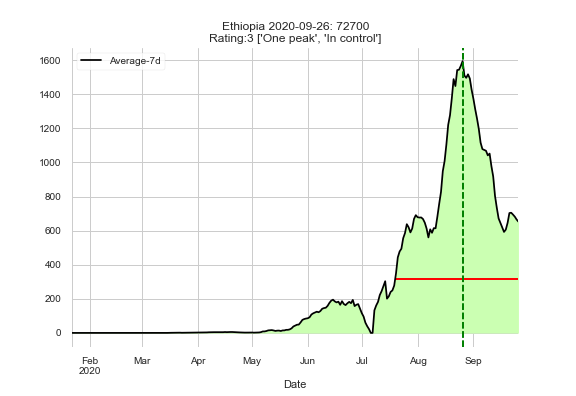 Ethiopia 2020-09-26: 72700
Rating:3 ['One peak', 'In control']
Average-7d
1600
1400
1200
1000
800
600
400
200
0
Feb Mar Apr May Jun Jul Aug Sep
2020
Date